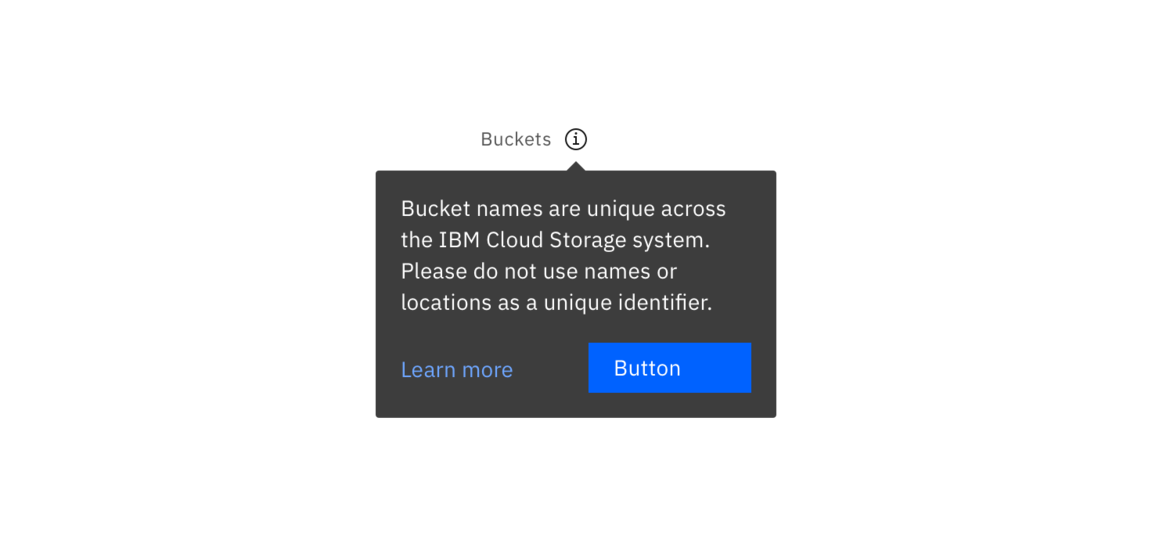 Buckets
Bucket names are unique across
the IBM Cloud Storage system.
Please do not use names or
locations as a unique identifier.
Learn more
Button